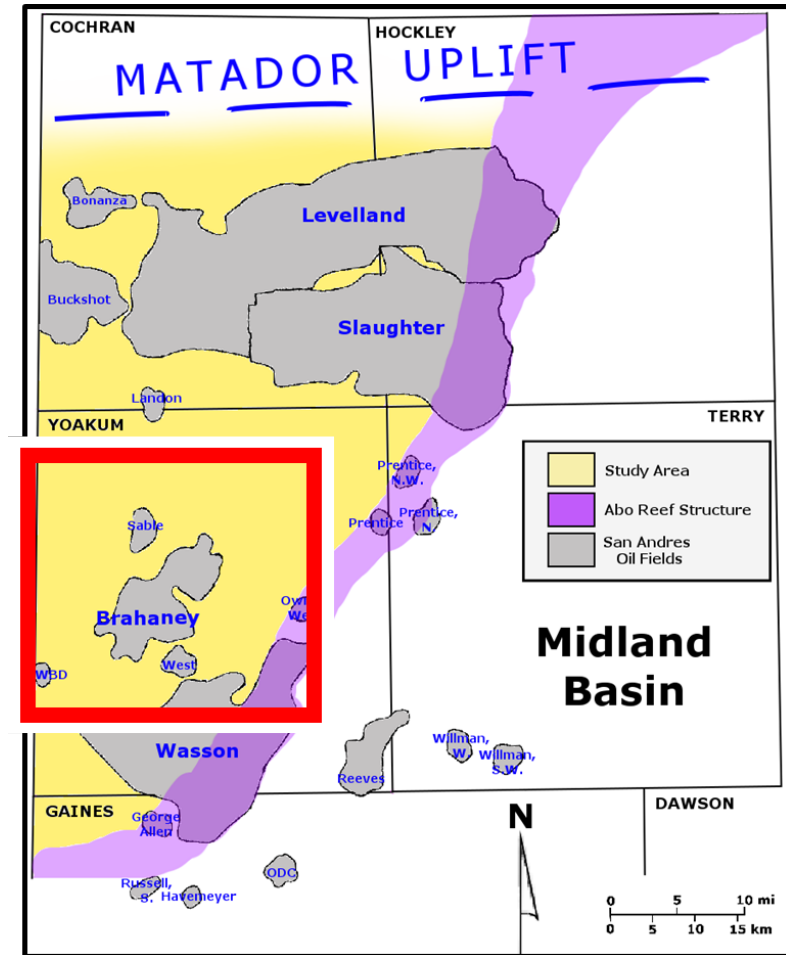 COCHRAN
HOCKLEY
MATADOR UPLIFT
Bonanza
Levelland
Buckshot
Slaughter
Landon
YOAKUM
TERRY
Prentice,
N.W.
Prentice
Prentice,
N
Study Area
Abo Reef Structure
San Andres
Oil Fields
Sable
Brahaney
West
WBD
Midland
Basin
Wasson
Reeves
Willman,
W
Willman,
S.W.
GAINES
George
Allen
N
DAWSON
Russell,
S.
Havemeyer
ODC
0 5 10 mi
0 5 10 15 km